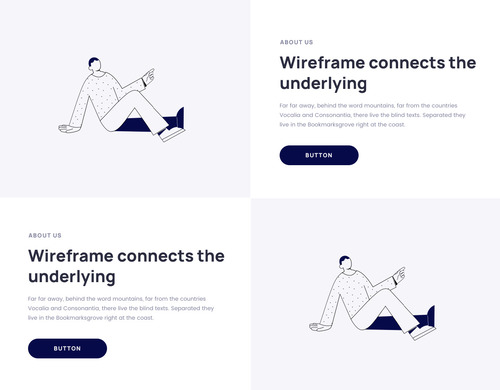 ABOUT US
Wireframe connects the
underlying
Far far away, behind the word mountains, far from the countries
Vocalia and Consonantia, there live the blind texts. Separated they
live in Bookmarksgrove right at the coast.
BUTTON
ABOUT US
Wireframe connects the
underlying
Far far away, behind the word mountains, far from the countries
Vocalia and Consonantia, there live the blind texts. Separated they
live in Bookmarksgrove right at the coast.
BUTTON